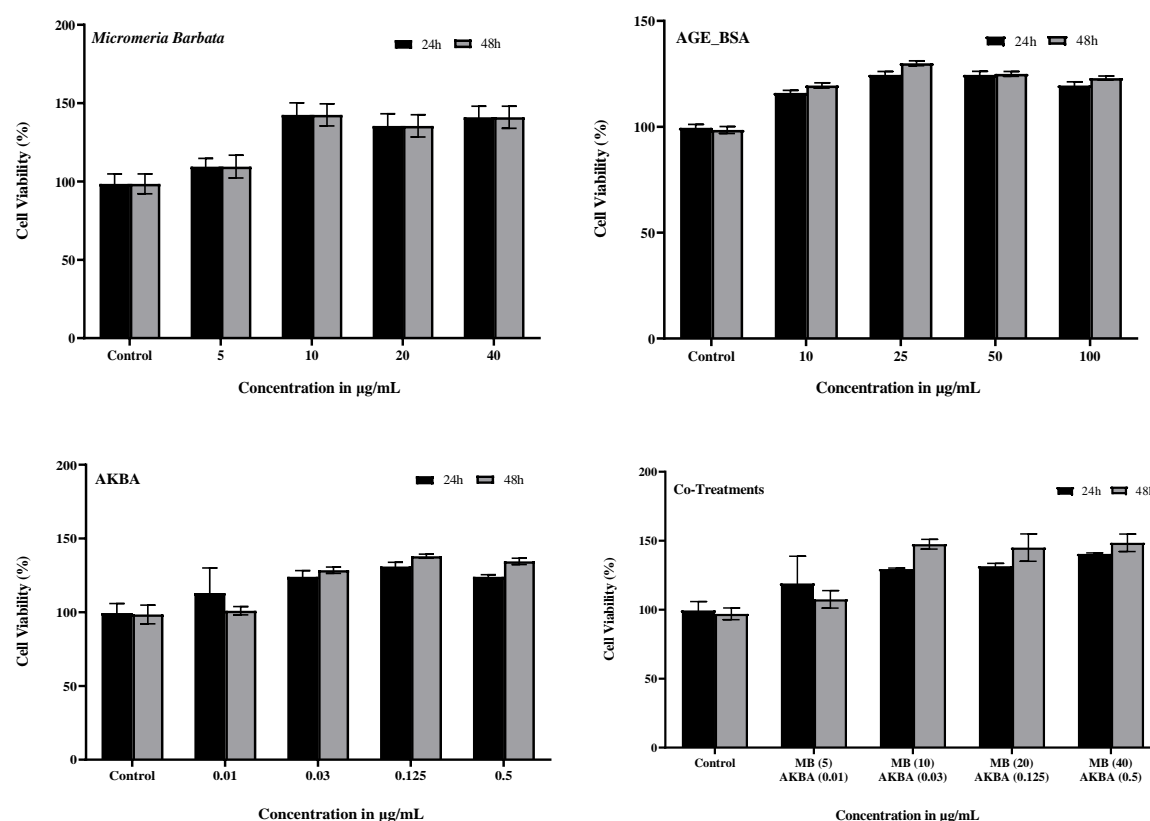 Micromeria Barbata
24h 48h
200
150
100
50
0
Cell Viability (%)
Control 5 10 20 40
Concentration in µg/mL
AGE_BSA
24h 48h
150
100
50
0
Cell Viability (%)
Control 10 25 50 100
Concentration in µg/mL
AKBA
24h 48h
200
150
100
50
0
Cell Viability (%)
Control 0.01 0.03 0.125 0.5
Concentration in µg/mL
Co-Treatments
24h 48h
200
150
100
50
0
Cell Viability (%)
Control MB (5) MB (10) MB (20) MB (40)
AKBA (0.01) AKBA (0.03) AKBA (0.125) AKBA (0.5)
Concentration in µg/mL